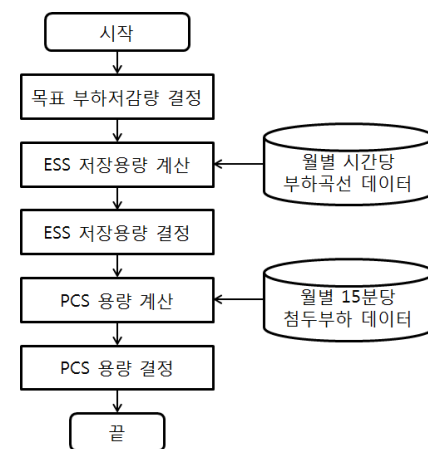 시작
목표 부하저감량 결정
ESS 저장용량 계산
월별 시간당
부하곡선 데이터
ESS 저장용량 결정
PCS 용량 계산
월별 15분당
첨두부하 데이터
PCS 용량 결정
끝